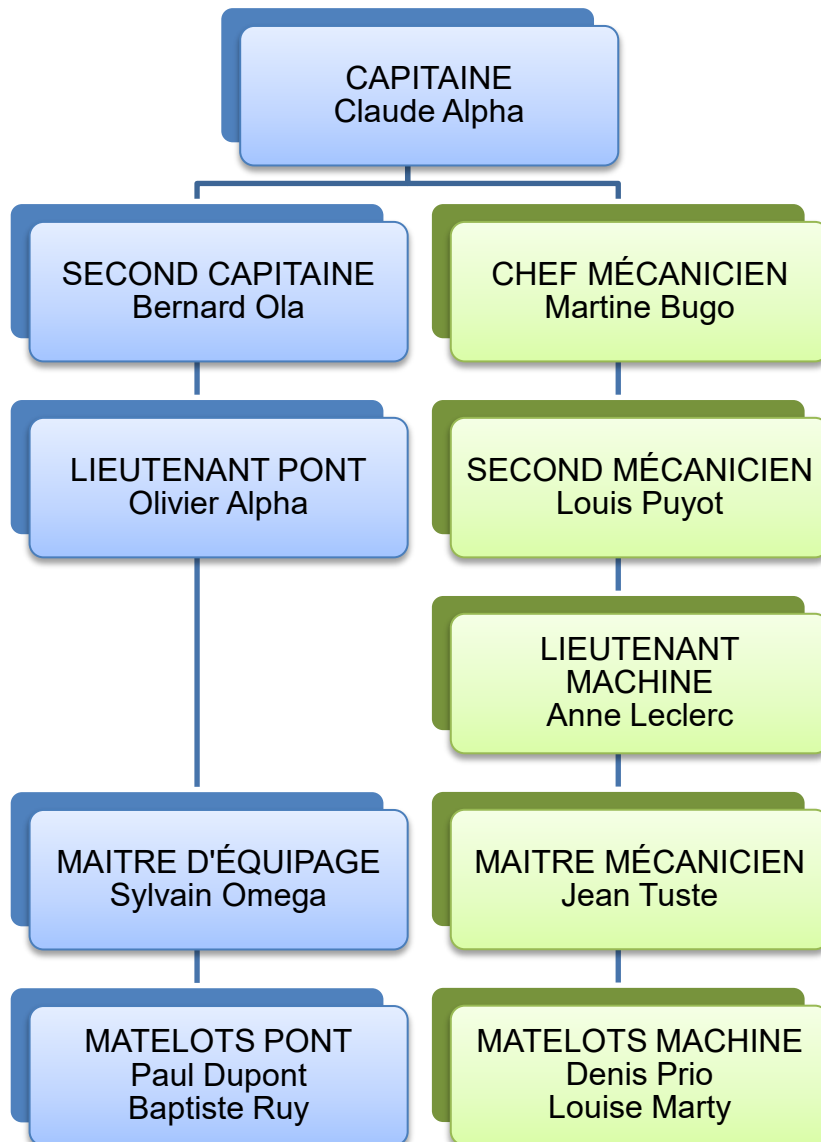 CAPITAINE
Claude Alpha
SECOND CAPITAINE
Bernard Ola
CHEF MÉCANICIEN
Martine Bugo
LIEUTENANT PONT
Olivier Alpha
SECOND MÉCANICIEN
Louis Puyot
LIEUTENANT
MACHINE
Anne Leclerc
MAITRE D'ÉQUIPAGE
Sylvain Omega
MAITRE MÉCANICIEN
Jean Tuste
MATELOTS PONT
Paul Dupont
Baptiste Ruy
MATELOTS MACHINE
Denis Prio
Louise Marty